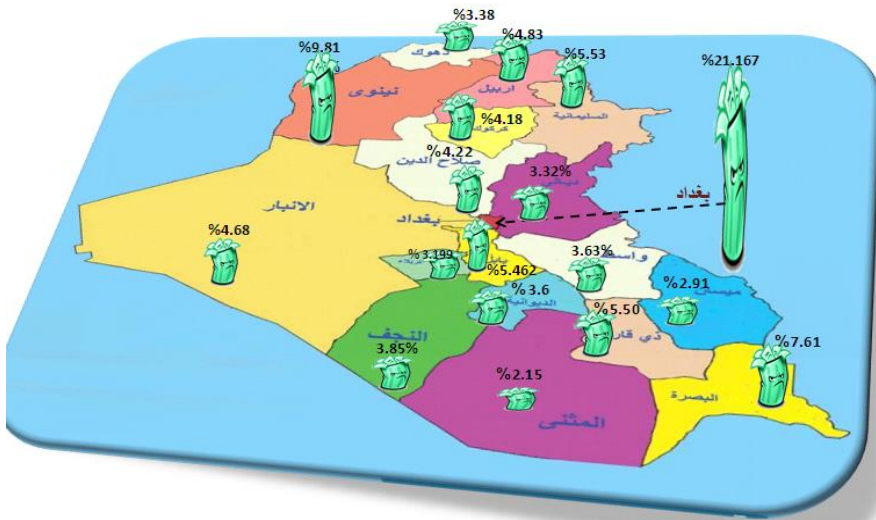 %3.38
دهوك
%4.83
%9.81
نينوى
اربيل
%5.53
%21.167
السليمانية
%4.18
كركوك
%4.22
صلاح الدين
3.32%
ديالى
الانبار
بغداد
بغداد
%4.68
% 3.199
%5.462
3.63%
واسط
%2.91
ميسان
% 3.6
الديوانية
%5.50
ذي قار
النجف
3.85%
%7.61
البصرة
%2.15
المثنى